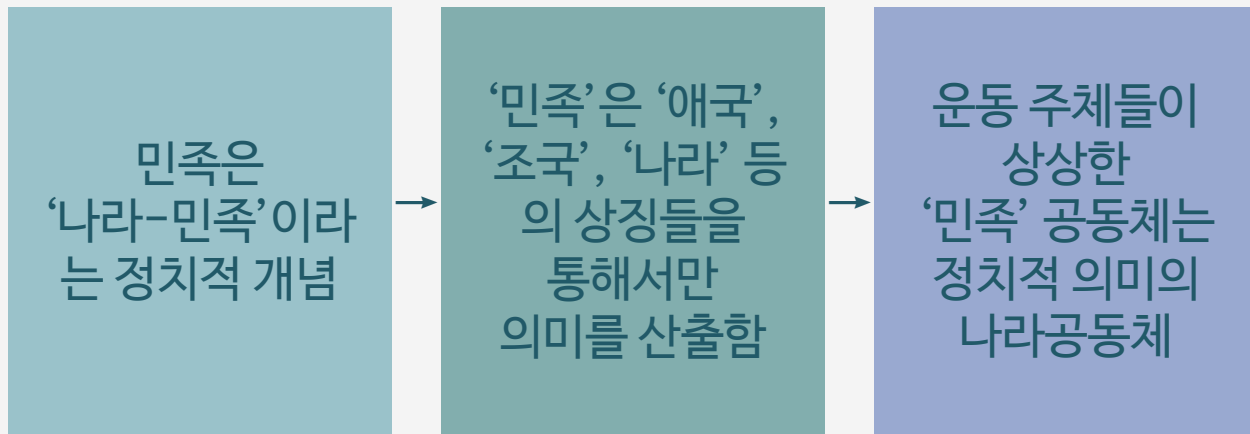 민족은
‘나라-민족’이라
는 정치적 개념
‘민족’은 ‘애국’,
‘조국’, ‘나라’ 등
의 상징들을
통해서만
의미를 산출함
운동 주체들이
상상한
‘민족’ 공동체는
정치적 의미의
나라공동체